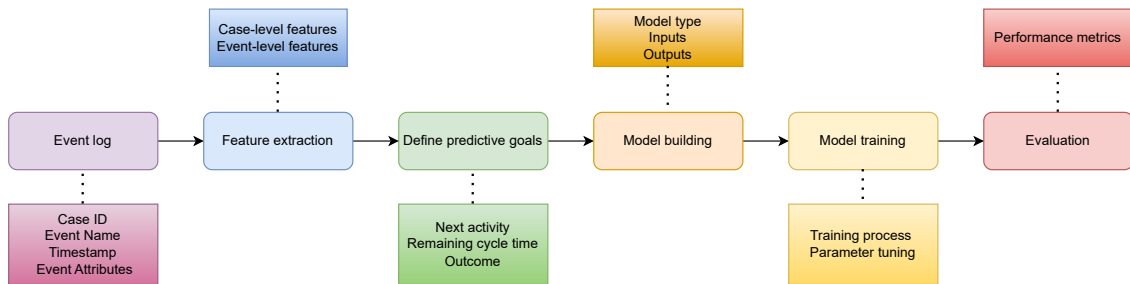 Case-level features
Event-level features
Model type
Inputs
Outputs
Performance metrics
Event log
Feature extraction
Define predictive goals
Model building
Model training
Evaluation
Case ID
Event Name
Timestamp
Event Attributes
Next activity
Remaining cycle time
Outcome
Training process
Parameter tuning